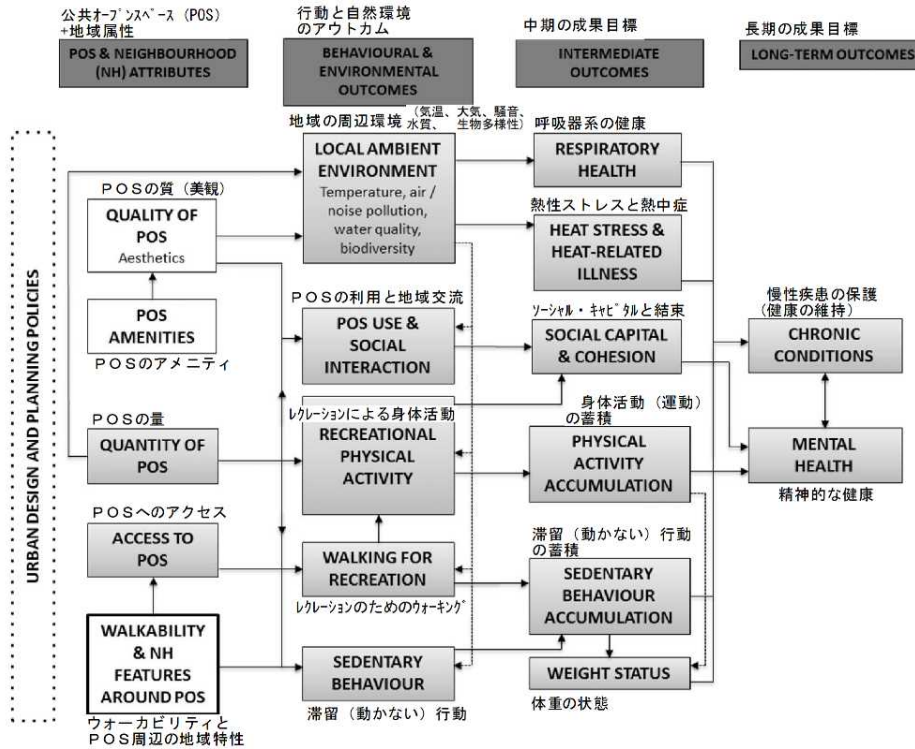 公共オープンスペース（POS）
+地域属性
POS & NEIGHBOURHOOD
(NH) ATTRIBUTES
行動と自然環境
のアウトカム
BEHAVIOURAL &
ENVIRONMENTAL
OUTCOMES
中期の成果目標
INTERMEDIATE
OUTCOMES
長期の成果目標
LONG-TERM OUTCOMES
URBAN DESIGN AND PLANNING POLICIES
POSの質（美観）
QUALITY OF
POS
Aesthetics
POS
AMENITIES
POSのアメニティ
POSの量
QUANTITY OF
POS
POSへのアクセス
ACCESS TO
POS
WALKABILITY
& NH
FEATURES
AROUND POS
ウォーカビリティと
POS周辺の地域特性
地域の周辺環境
（気温、大気、騒音、
水質、 生物多様性）
LOCAL AMBIENT
ENVIRONMENT
Temperature, air /
noise pollution,
water quality,
biodiversity
POSの利用と地域交流
POS USE &
SOCIAL
INTERACTION
レクレーションによる身体活動
RECREATIONAL
PHYSICAL
ACTIVITY
WALKING FOR
RECREATION
レクレーションのためのウォーキング
SEDENTARY
BEHAVIOUR
滞留（動かない）行動
呼吸器系の健康
RESPIRATORY
HEALTH
熱性ストレスと熱中症
HEAT STRESS &
HEAT-RELATED
ILLNESS
ソーシャル・キャピタルと結束
SOCIAL CAPITAL
& COHESION
身体活動（運動）
の蓄積
PHYSICAL
ACTIVITY
ACCUMULATION
滞留（動かない）行動
の蓄積
SEDENTARY
BEHAVIOUR
ACCUMULATION
WEIGHT STATUS
体重の状態
慢性疾患の保護
（健康の維持）
CHRONIC
CONDITIONS
MENTAL
HEALTH
精神的な健康